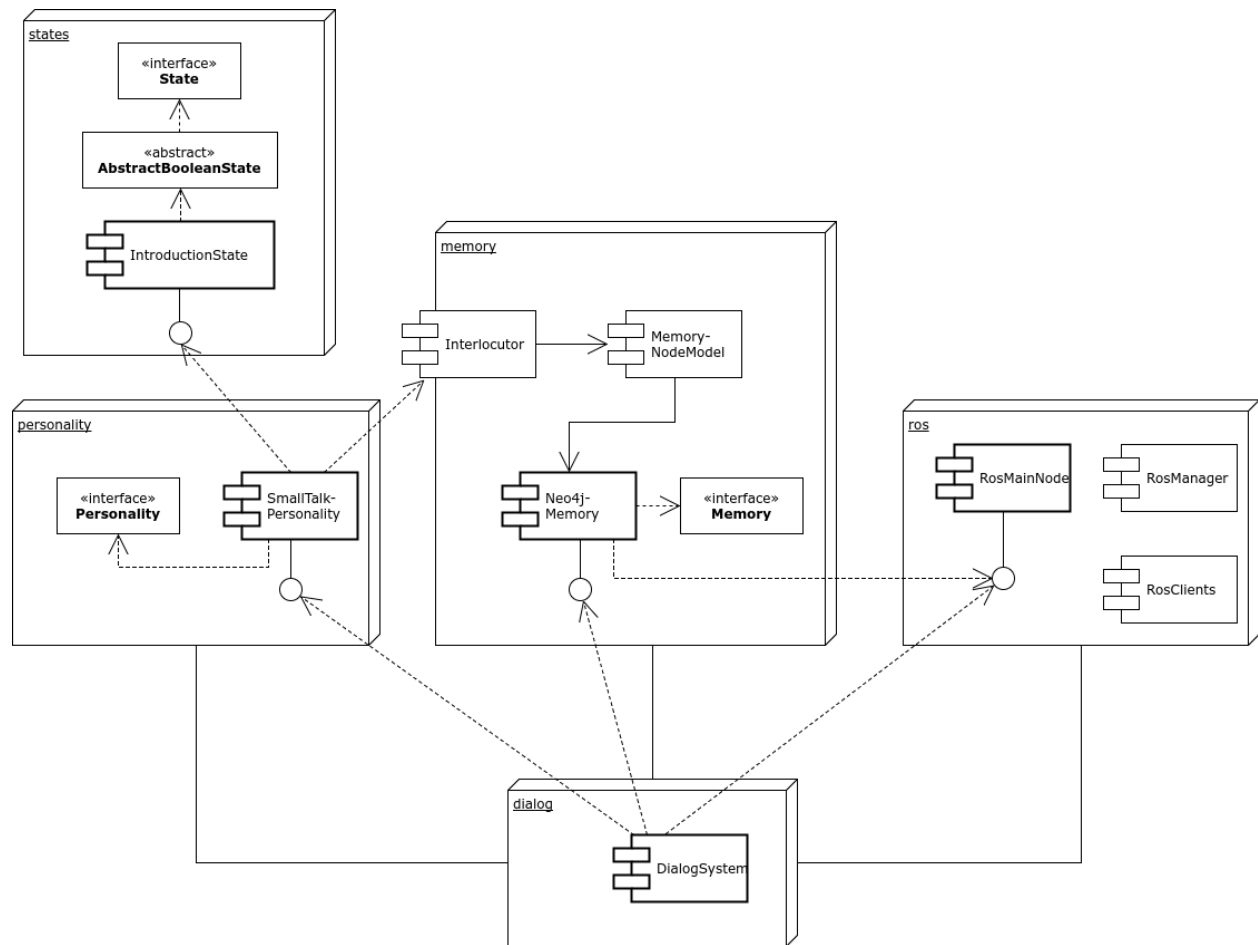 states
«interface»
State
«abstract»
AbstractBooleanState
IntroductionState
memory
Interlocutor
Memory-
NodeModel
Neo4j-
Memory
«interface»
Memory
personality
«interface»
Personality
SmallTalk-
Personality
ros
RosMainNode
RosManager
RosClients
dialog
DialogSystem